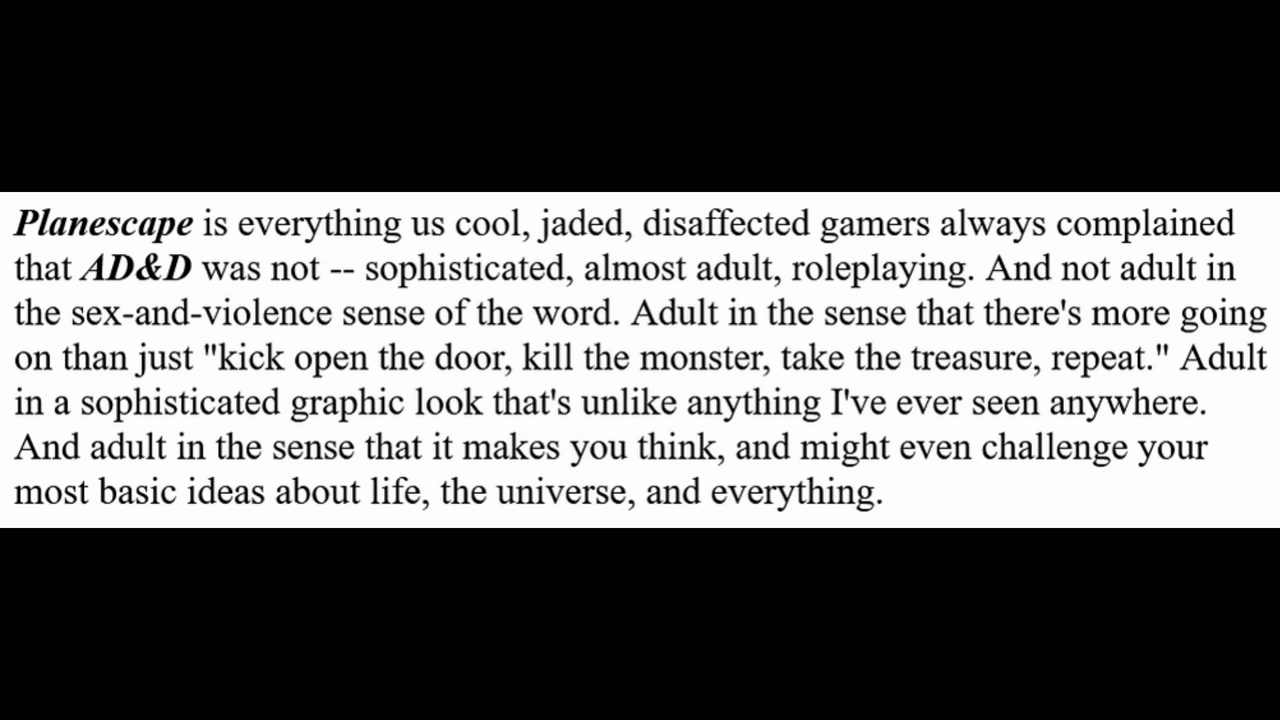 Planescape is everything us cool, jaded, disaffected gamers always complained
that AD&D was not -- sophisticated, almost adult, roleplaying. And not adult in
the sex-and-violence sense of the word. Adult in the sense that there's more going
on than just "kick open the door, kill the monster, take the treasure, repeat." Adult
in a sophisticated graphic look that's unlike anything I've ever seen anywhere.
And adult in the sense that it makes you think, and might even challenge your
most basic ideas about life, the universe, and everything.